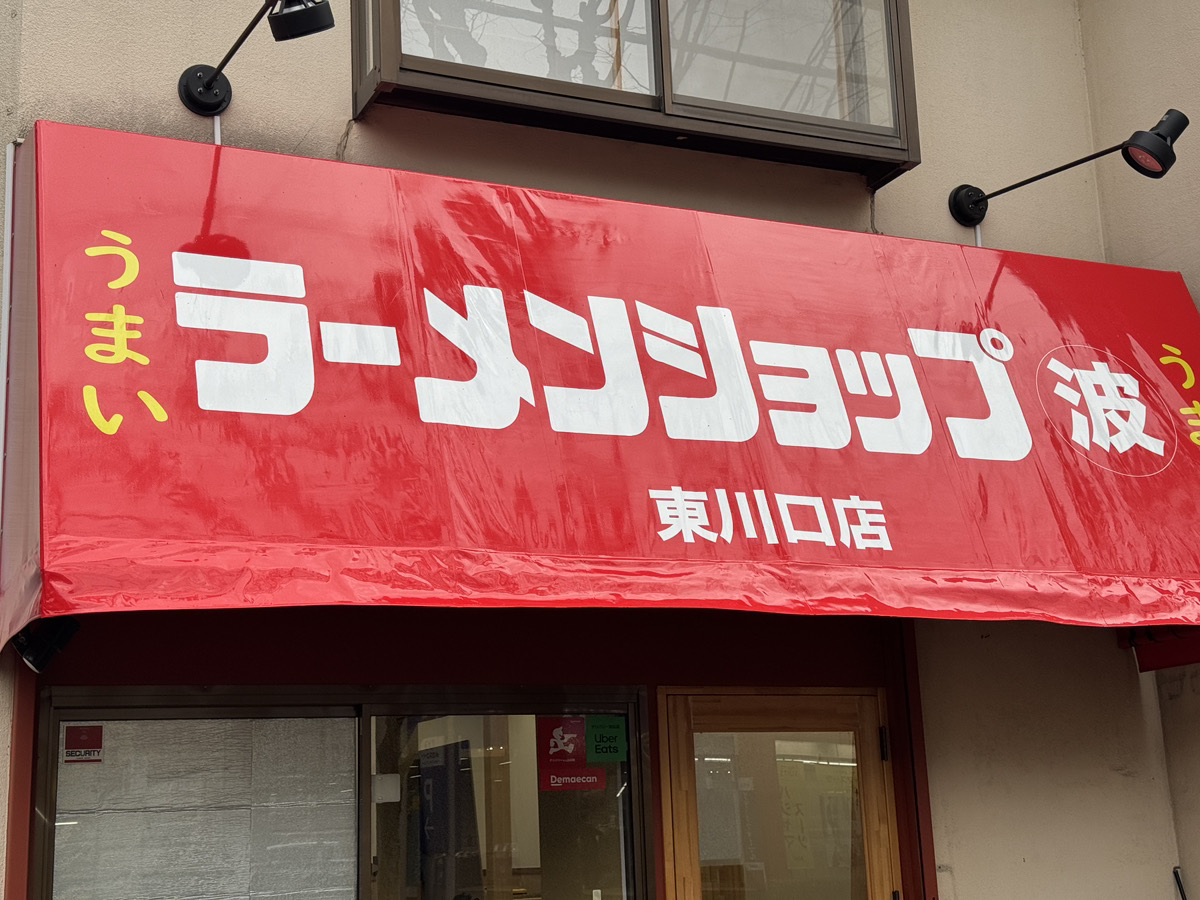 うまい
ラーメンショップ 波
うま
東川口店
SECURITY
Uber
Eats
Demaecan